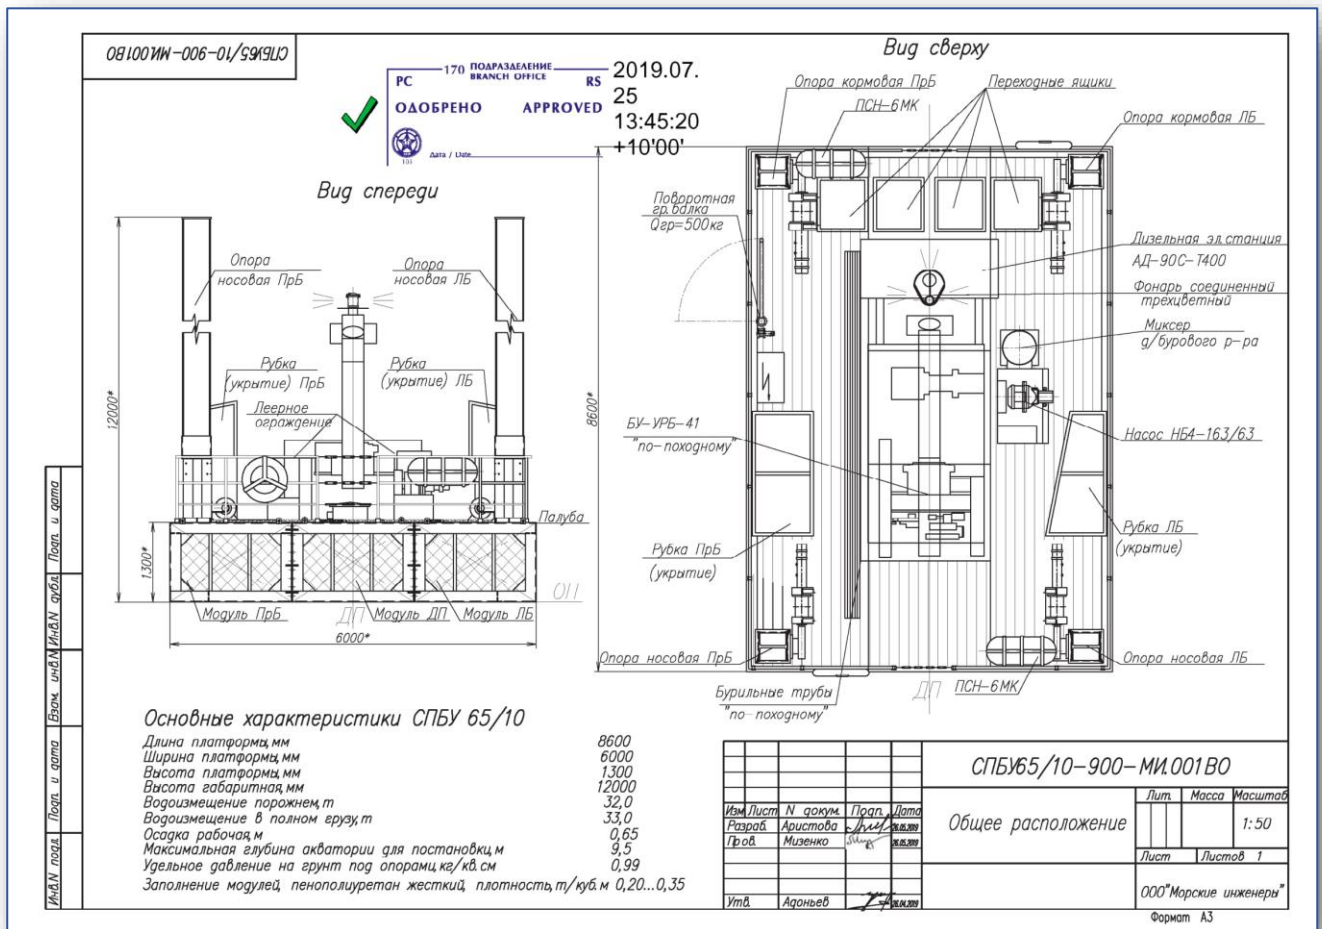 СПБУ65/10-900-МИ.001ВО
170 ПОДРАЗДЕЛЕНИЕ
BRANCH OFFICE
РС RS
ОДОБРЕНО APPROVED
Дата / Date
2019.07.
25
13:45:20
+10'00'
Вид спереди
Опора
носовая ПрБ
Опора
носовая ЛБ
Рубка
(укрытие) ПрБ
Рубка
(укрытие) ЛБ
Леерное
ограждение
12000*
1300*
Палуба
ОП
Модуль ПрБ
ДП
Модуль ДП
Модуль ЛБ
6000*
Вид сверху
Опора кормовая ПрБ
Переходные ящики
ПСН-6МК
Опора кормовая ЛБ
Поворотная
гр.балка
Qгр=500кг
Дизельная эл.станция
АД-90С-Т400
Фонарь соединенный
трехцветный
Миксер
д/бурового р-ра
8600*
БУ-УРБ-41
"по-походному"
Насос НБ4-163/63
Рубка ПрБ
(укрытие)
Рубка ЛБ
(укрытие)
Опора носовая ПрБ
Опора носовая ЛБ
Бурильные трубы
"по-походному"
ДП
ПСН-6МК
Основные характеристики СПБУ 65/10
Длина платформы,мм 8600
Ширина платформы,мм 6000
Высота платформы,мм 1300
Высота габаритная,мм 12000
Водоизмещение порожнем,т 32,0
Водоизмещение в полном грузу,т 33,0
Осадка рабочая,м 0,65
Максимальная глубина акватории для постановки,м 9,5
Удельное давление на грунт под опорами,кг/кв.см 0,99
Заполнение модулей, пенополиуретан жесткий, плотность,т/куб.м 0,20...0,35
Подп. и дата
Инв.N дубл.
Взам. инв.N
Подп. и дата
Инв.N подл.
СПБУ65/10-900-МИ.001ВО
Изм Лист N докум. Подп. Дата
Разраб. Аристова
Пров. Мизенко
Утв. Адоньев
Общее расположение
Лит. Масса Масштаб
1:50
Лист Листов 1
ООО"Морские инженеры"
Формат А3